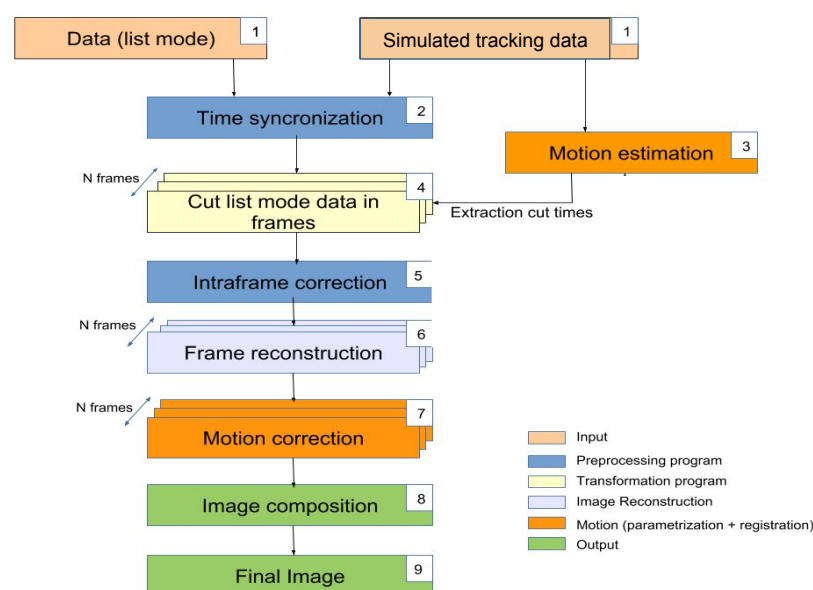 Data (list mode)
1
Simulated tracking data
1
Time syncronization
2
Motion estimation
3
N frames
Cut list mode data in
frames
4
Extraction cut times
Intraframe correction
5
N frames
Frame reconstruction
6
N frames
Motion correction
7
Image composition
8
Final Image
9
Input
Preprocessing program
Transformation program
Image Reconstruction
Motion (parametrization + registration)
Output